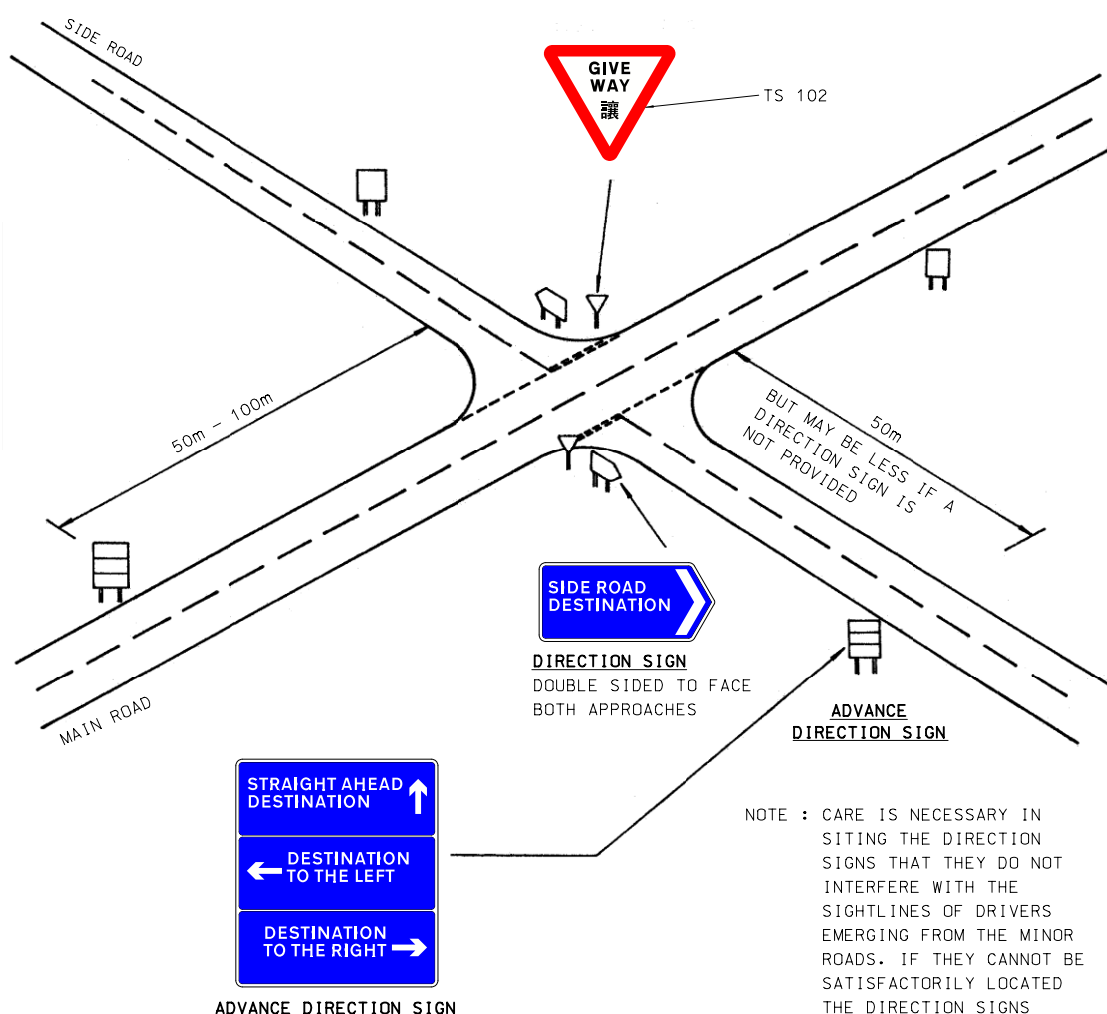 SIDE ROAD
GIVE
WAY
讓
TS 102
50m - 100m
50m
BUT MAY BE LESS IF A
DIRECTION SIGN IS
NOT PROVIDED
SIDE ROAD
DESTINATION
DIRECTION SIGN
DOUBLE SIDED TO FACE
BOTH APPROACHES
MAIN ROAD
ADVANCE
DIRECTION SIGN
STRAIGHT AHEAD
DESTINATION
DESTINATION
TO THE LEFT
DESTINATION
TO THE RIGHT
ADVANCE DIRECTION SIGN
NOTE : CARE IS NECESSARY IN
SITING THE DIRECTION
SIGNS THAT THEY DO NOT
INTERFERE WITH THE
SIGHTLINES OF DRIVERS
EMERGING FROM THE MINOR
ROADS. IF THEY CANNOT BE
SATISFACTORILY LOCATED
THE DIRECTION SIGNS